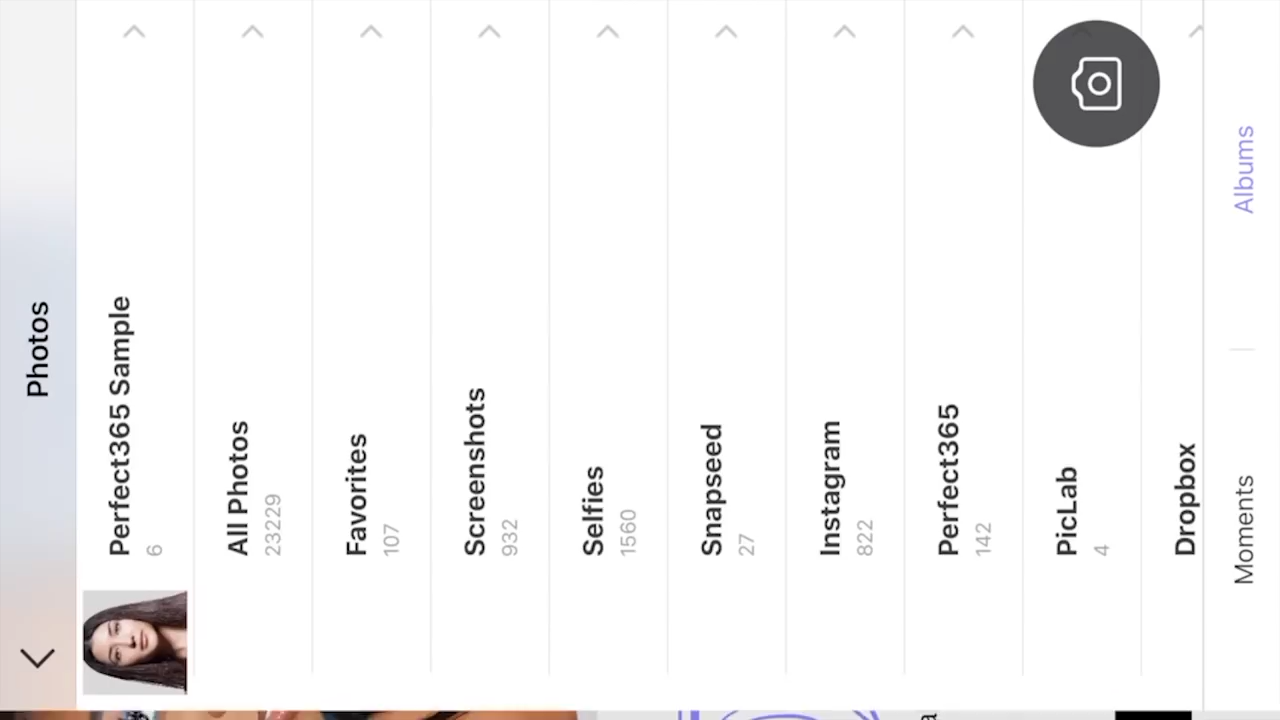 Photos
Perfect365 Sample
6
All Photos
23229
Favorites
107
Screenshots
932
Selfies
1560
Snapseed
27
Instagram
822
Perfect365
142
PicLab
4
Dropbox
Moments
Albums